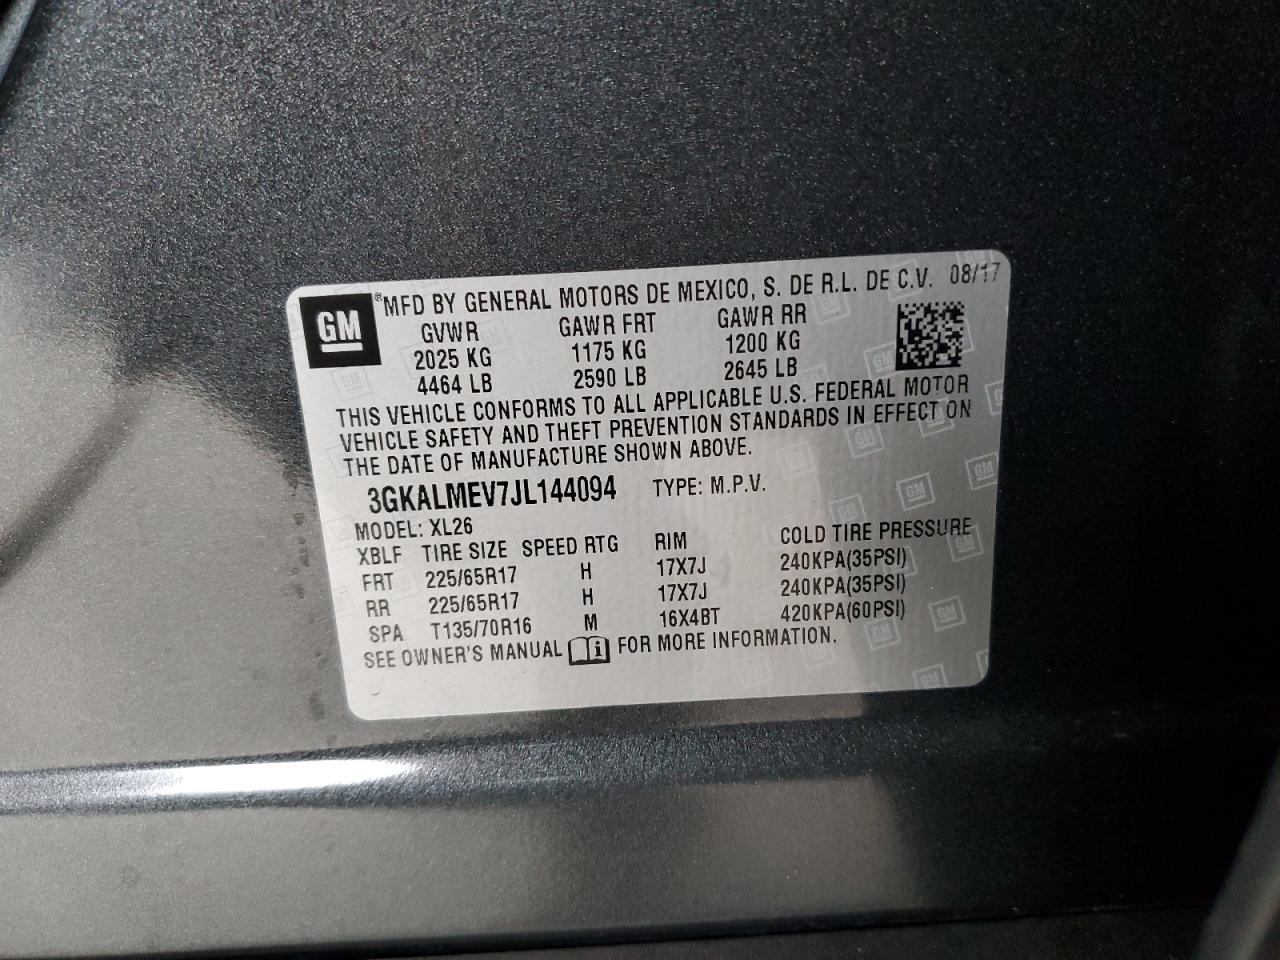 GM ® MFD BY GENERAL MOTORS DE MEXICO, S. DE R.L. DE C.V. 08/17
GVWR GAWR FRT GAWR RR
2025 KG 1175 KG 1200 KG
4464 LB 2590 LB 2645 LB
THIS VEHICLE CONFORMS TO ALL APPLICABLE U.S. FEDERAL MOTOR
VEHICLE SAFETY AND THEFT PREVENTION STANDARDS IN EFFECT ON
THE DATE OF MANUFACTURE SHOWN ABOVE.
3GKALMEV7JL144094 TYPE: M.P.V.
MODEL: XL26
XBLF TIRE SIZE SPEED RTG RIM COLD TIRE PRESSURE
FRT 225/65R17 H 17X7J 240KPA(35PSI)
RR 225/65R17 H 17X7J 240KPA(35PSI)
SPA T135/70R16 M 16X4BT 420KPA(60PSI)
SEE OWNER'S MANUAL i FOR MORE INFORMATION.